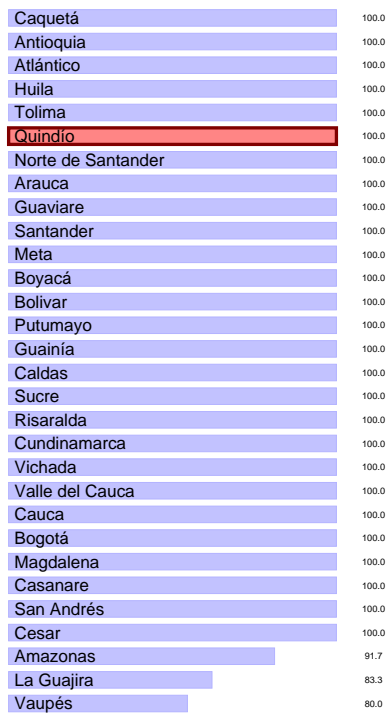 Caquetá 100.0
Antioquia 100.0
Atlántico 100.0
Huila 100.0
Tolima 100.0
Quindío 100.0
Norte de Santander 100.0
Arauca 100.0
Guaviare 100.0
Santander 100.0
Meta 100.0
Boyacá 100.0
Bolivar 100.0
Putumayo 100.0
Guainía 100.0
Caldas 100.0
Sucre 100.0
Risaralda 100.0
Cundinamarca 100.0
Vichada 100.0
Valle del Cauca 100.0
Cauca 100.0
Bogotá 100.0
Magdalena 100.0
Casanare 100.0
San Andrés 100.0
Cesar 100.0
Amazonas 91.7
La Guajira 83.3
Vaupés 80.0